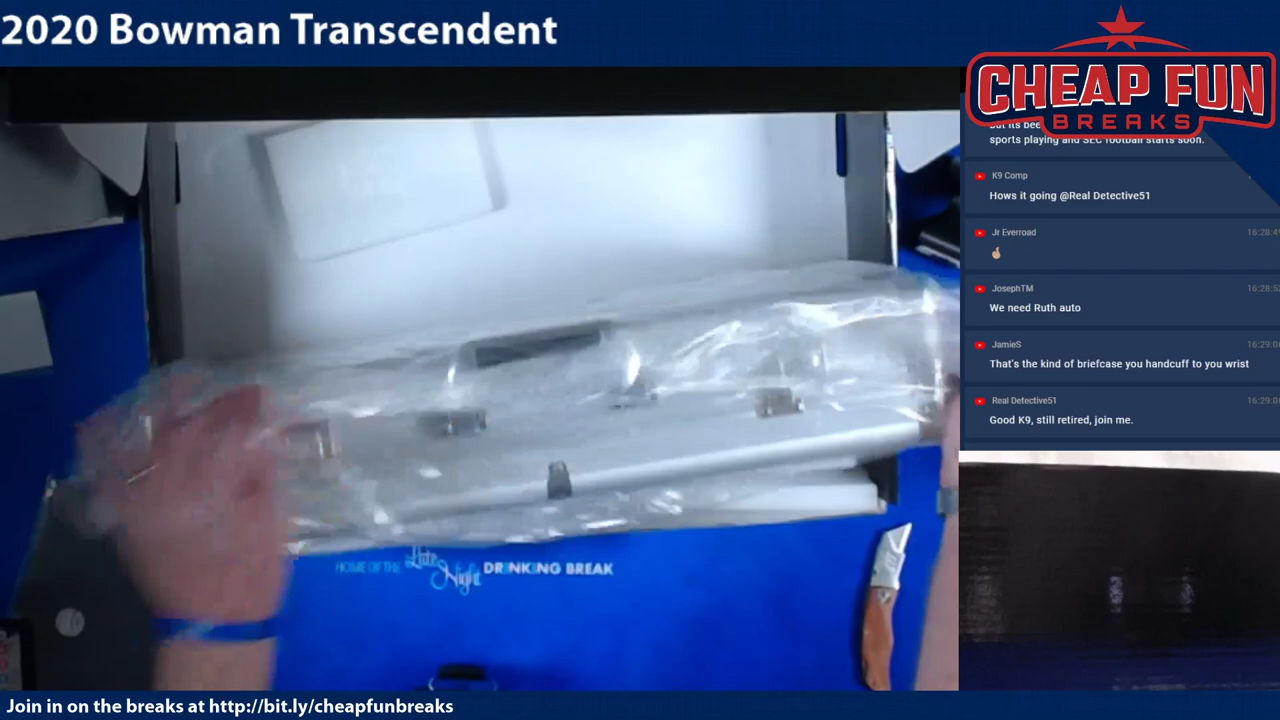 2020 Bowman Transcendent
CHEAP FUN
BREAKS
but its bee
sports playing and SEC football starts soon.
K9 Comp
Hows it going @Real Detective51
Jr Everroad
16:28:4
JosephTM
16:28:5
We need Ruth auto
JamieS
16:29:0
That's the kind of briefcase you handcuff to you wrist
Real Detective51
16:29:0
Good K9, still retired, join me.
HOME OF THE Late Night DRINKING BREAK
Join in on the breaks at http://bit.ly/cheapfunbreaks